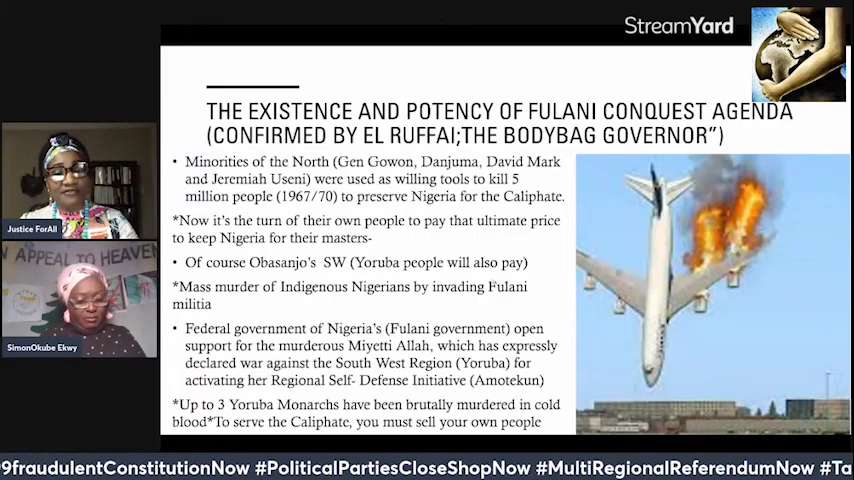 StreamYard
THE EXISTENCE AND POTENCY OF FULANI CONQUEST AGENDA
(CONFIRMED BY EL RUFFAI;THE BODYBAG GOVERNOR”)
• Minorities of the North (Gen Gowon, Danjuma, David Mark
and Jeremiah Useni) were used as willing tools to kill 5
million people (1967/70) to preserve Nigeria for the Caliphate.
*Now it's the turn of their own people to pay that ultimate price
to keep Nigeria for their masters-
• Of course Obasanjo's SW (Yoruba people will also pay)
*Mass murder of Indigenous Nigerians by invading Fulani
militia
• Federal government of Nigeria's (Fulani government) open
support for the murderous Miyetti Allah, which has expressly
declared war against the South West Region (Yoruba) for
activating her Regional Self- Defense Initiative (Amotekun)
*Up to 3 Yoruba Monarchs have been brutally murdered in cold
blood*To serve the Caliphate, you must sell your own people
Justice ForAll
AN APPEAL TO HEAVEN
SimonOkube Ekwy
9fraudulentConstitutionNow #PoliticalPartiesCloseShopNow #MultiRegionalReferendumNow #Ta